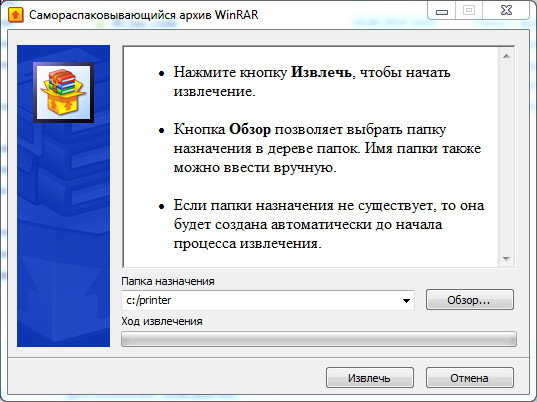 Самораспаковывающийся архив WinRAR
• Нажмите кнопку Извлечь, чтобы начать
извлечение.
• Кнопка Обзор позволяет выбрать папку
назначения в дереве папок. Имя папки также
можно ввести вручную.
• Если папки назначения не существует, то она
будет создана автоматически до начала
процесса извлечения.
Папка назначения
c:/printer
Обзор...
Ход извлечения
Извлечь
Отмена